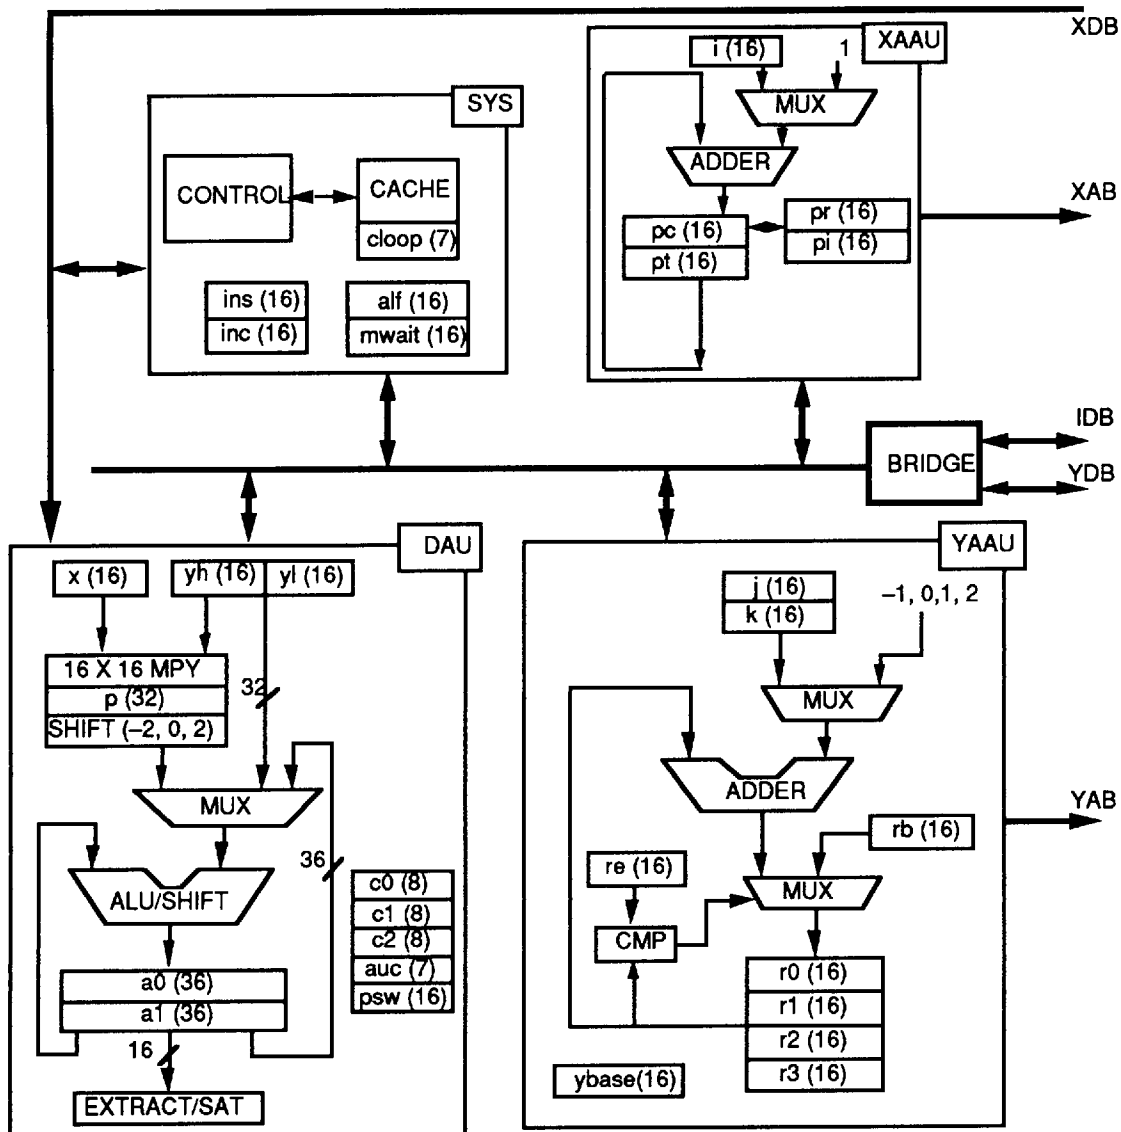 XDB
XAAU
i (16)
1
MUX
ADDER
pc (16)
pt (16)
pr (16)
pi (16)
XAB
SYS
CONTROL
CACHE
cloop (7)
ins (16)
inc (16)
alf (16)
mwait (16)
BRIDGE
IDB
YDB
DAU
x (16)
yh (16)
yl (16)
16 X 16 MPY
p (32)
SHIFT (–2, 0, 2)
32
MUX
ALU/SHIFT
36
a0 (36)
a1 (36)
16
EXTRACT/SAT
c0 (8)
c1 (8)
c2 (8)
auc (7)
psw (16)
YAAU
j (16)
k (16)
–1, 0,1, 2
MUX
ADDER
rb (16)
re (16)
MUX
CMP
r0 (16)
r1 (16)
r2 (16)
r3 (16)
ybase(16)
YAB